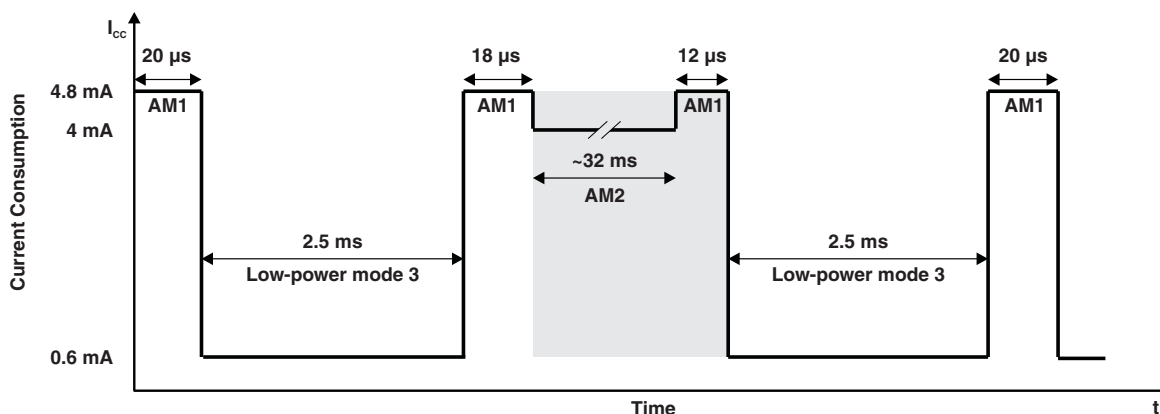 Icc
20 µs
18 µs
12 µs
20 µs
4.8 mA
AM1
AM1
AM1
AM1
4 mA
~32 ms
AM2
2.5 ms
Low-power mode 3
2.5 ms
Low-power mode 3
0.6 mA
Current Consumption
Time
t